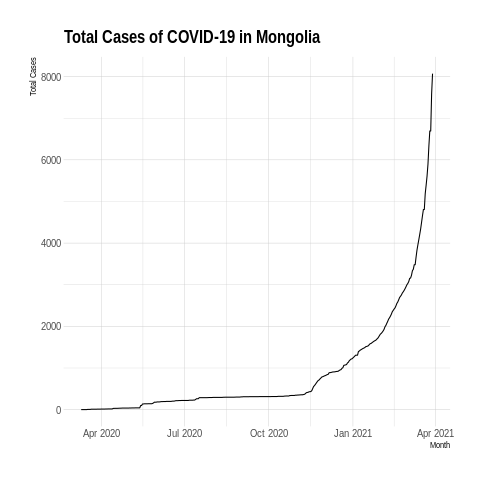 Total Cases of COVID-19 in Mongolia
Total Cases
8000
6000
4000
2000
0
Apr 2020 Jul 2020 Oct 2020 Jan 2021 Apr 2021
Month